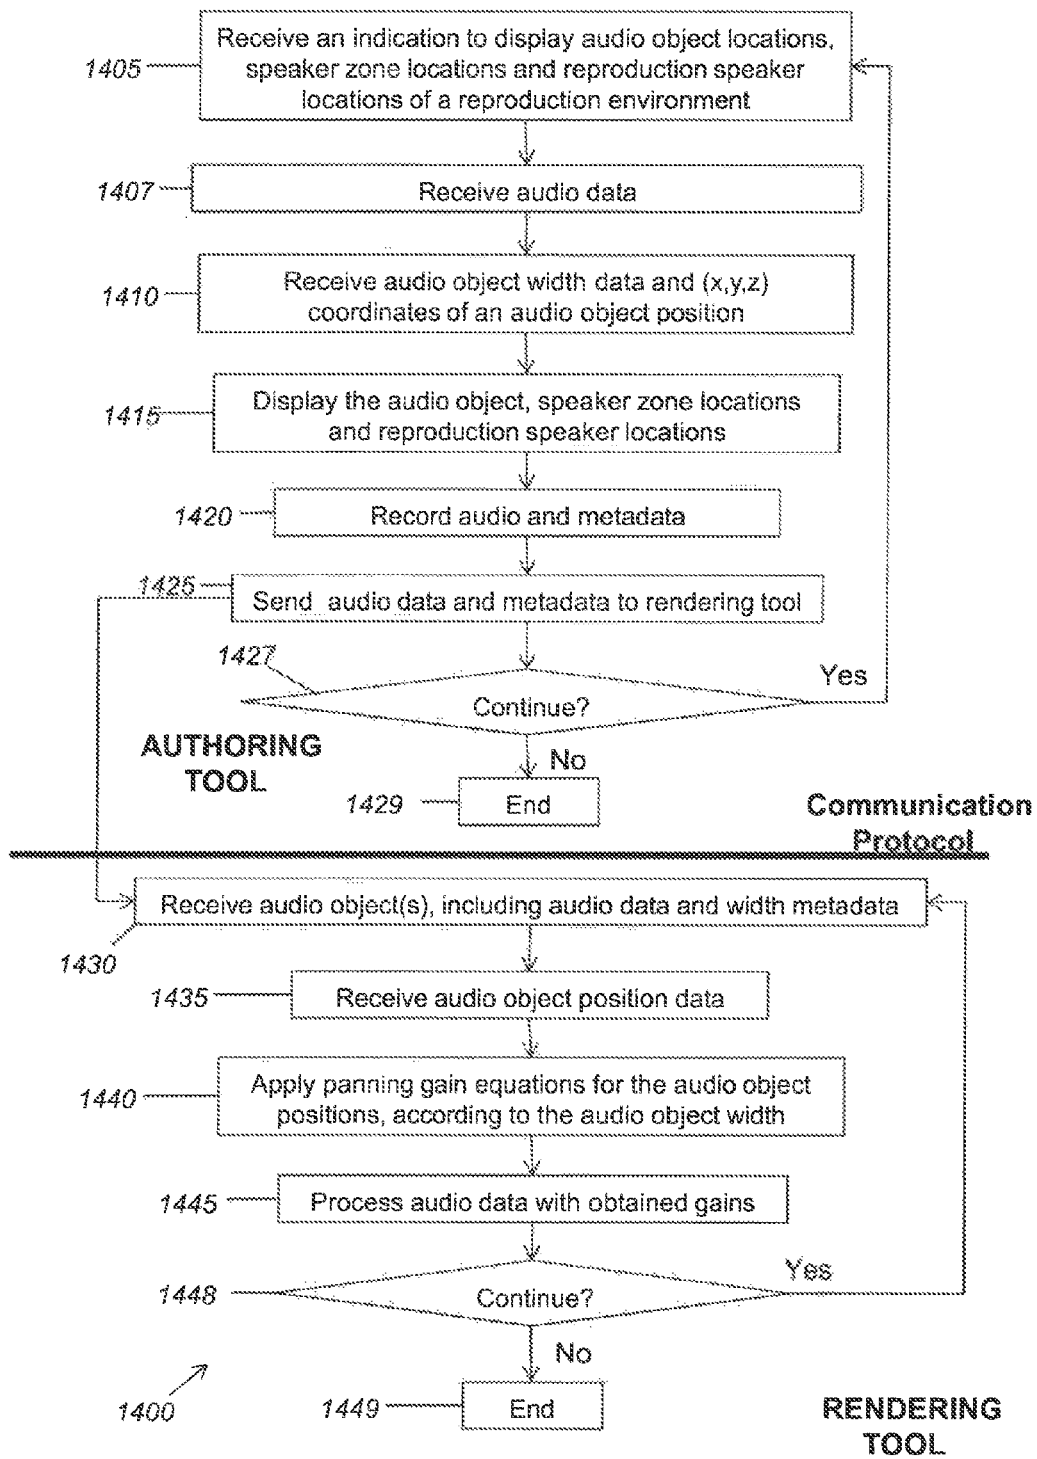 Receive an indication to display audio object locations,
1405
speaker zone locations and reproduction speaker
locations of a reproduction environment
1407
Receive audio data
1410
Receive audio object width data and (x,y,z)
coordinates of an audio object position
1415
Display the audio object, speaker zone locations
and reproduction speaker locations
1420
Record audio and metadata
1425
Send audio data and metadata to rendering tool
1427
Continue?
Yes
AUTHORING
TOOL
No
1429
End
Communication
Protocol
Receive audio object(s), including audio data and width metadata
1430
1435
Receive audio object position data
1440
Apply panning gain equations for the audio object
positions, according to the audio object width
1445
Process audio data with obtained gains
Yes
1448
Continue?
No
1400
1449
End
RENDERING
TOOL